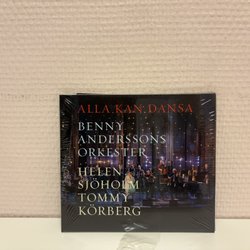 ALLA KAN DANSA
BENNY
ANDERSSONS
ORKESTER
HELEN
SJÖHOLM
TOMMY
KÖRBERG